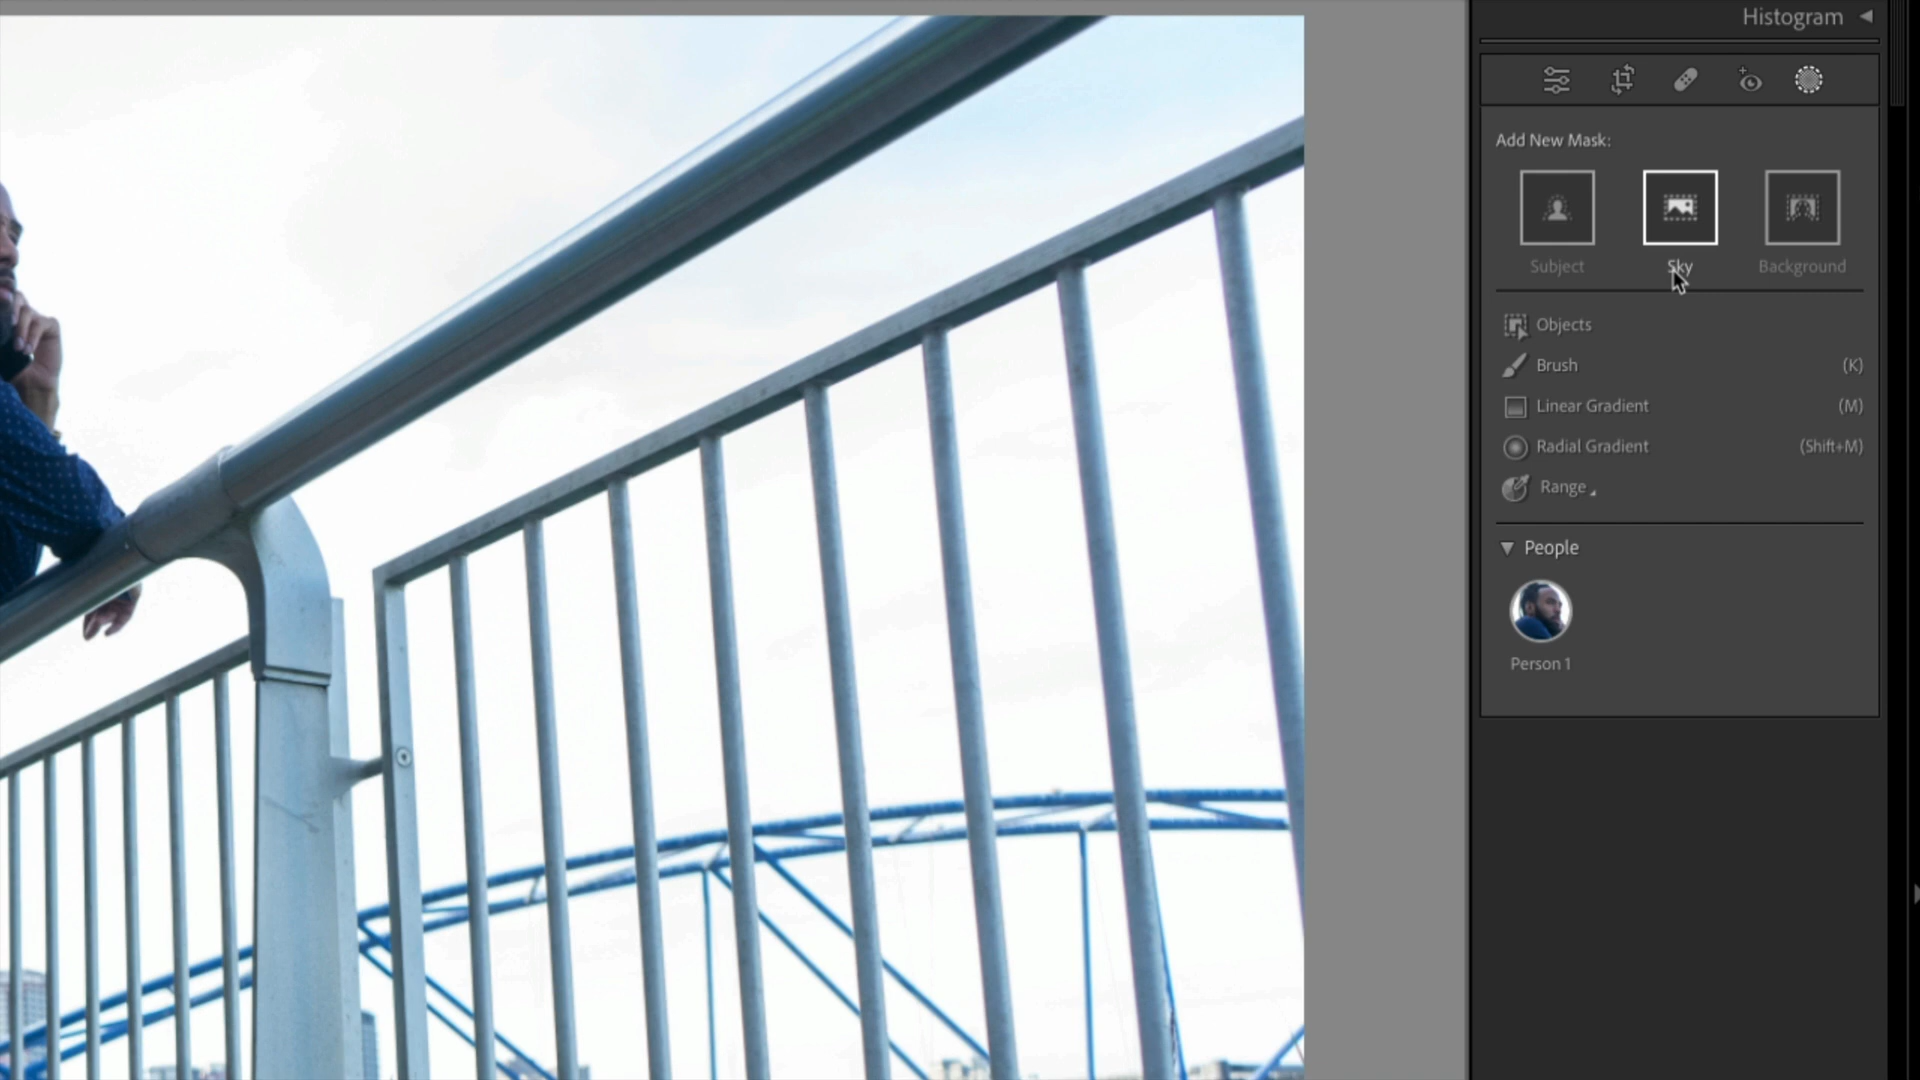 Histogram
Add New Mask:
Subject Sky Background
Objects
Brush (K)
Linear Gradient (M)
Radial Gradient (Shift+M)
Range
People
Person 1